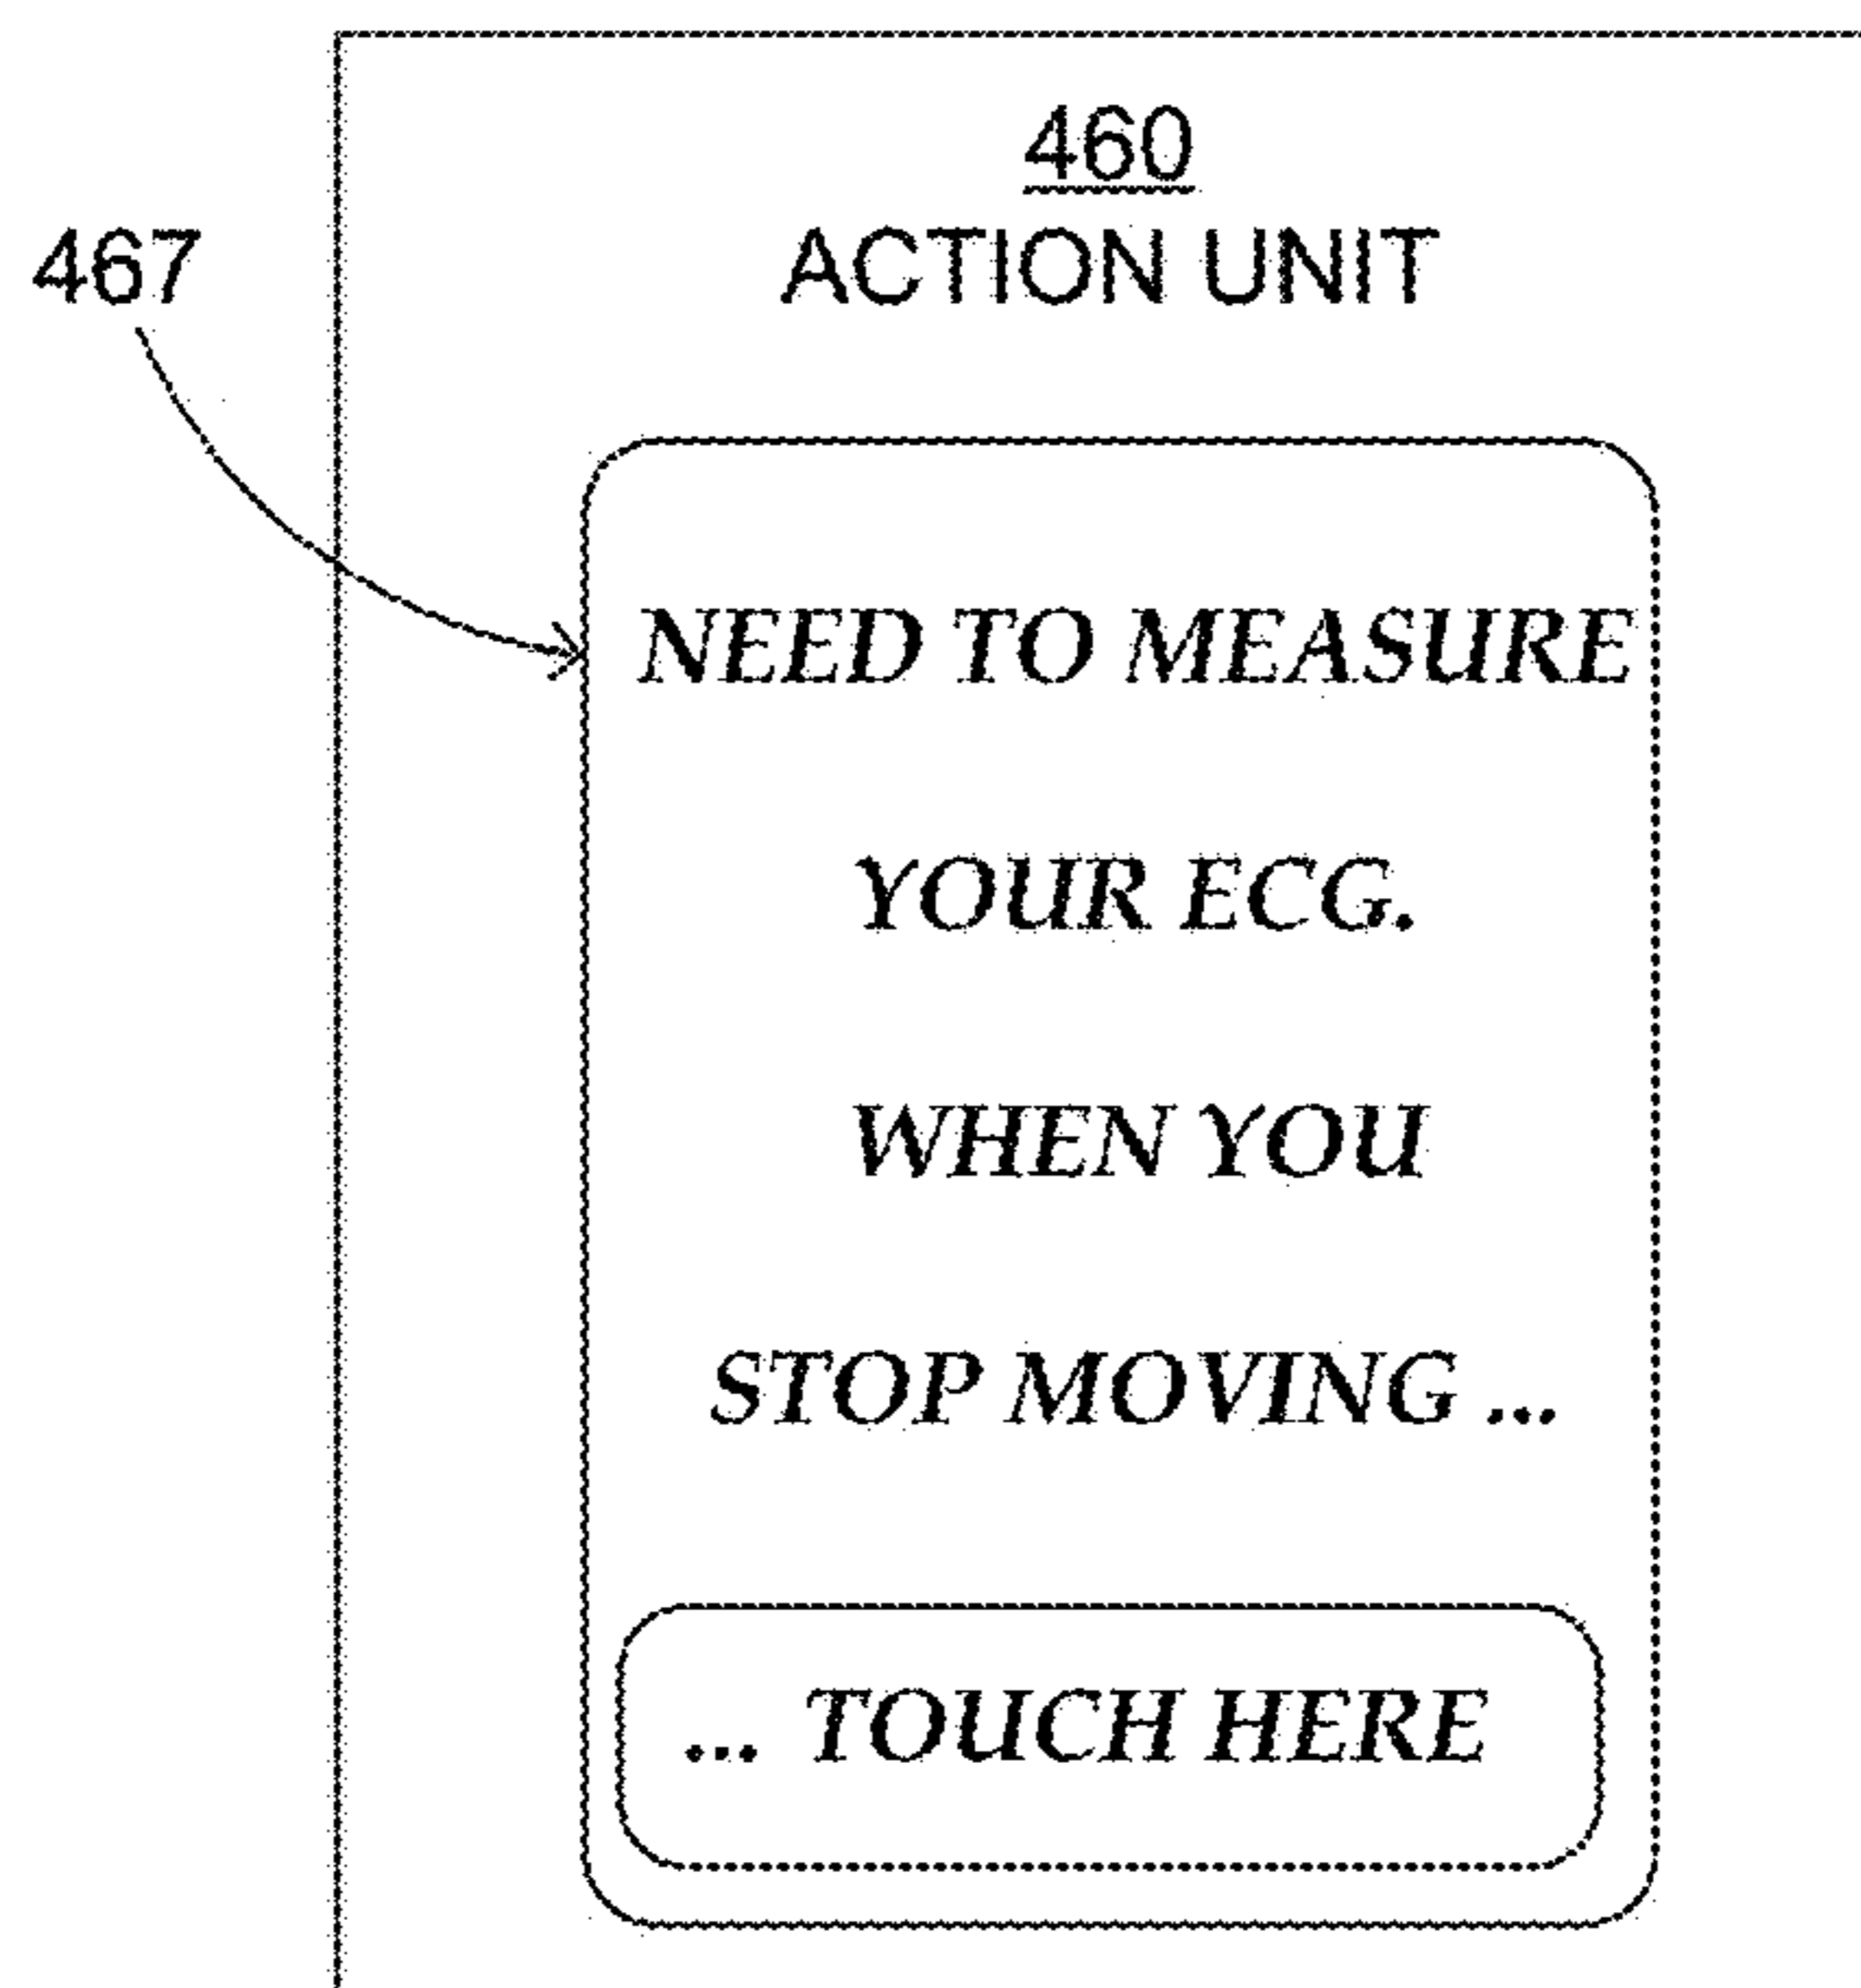 460
467
ACTION UNIT
NEED TO MEASURE
YOUR ECG.
WHEN YOU
STOP MOVING ...
... TOUCH HERE